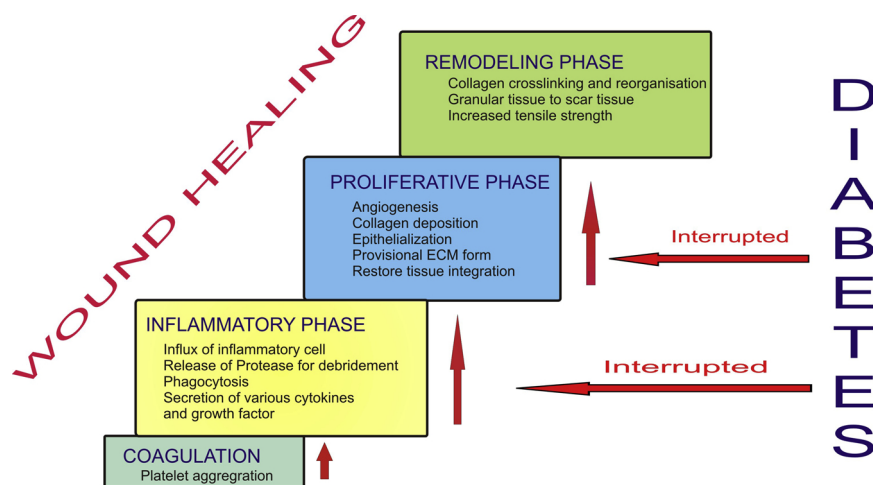 WOUND HEALING
REMODELING PHASE
Collagen crosslinking and reorganisation
Granular tissue to scar tissue
Increased tensile strength
PROLIFERATIVE PHASE
Angiogenesis
Collagen deposition
Epithelialization
Provisional ECM form
Restore tissue integration
INFLAMMATORY PHASE
Influx of inflammatory cell
Release of Protease for debridement
Phagocytosis
Secretion of various cytokines
and growth factor
COAGULATION
Platelet aggregration
Interrupted
Interrupted
DIABETES